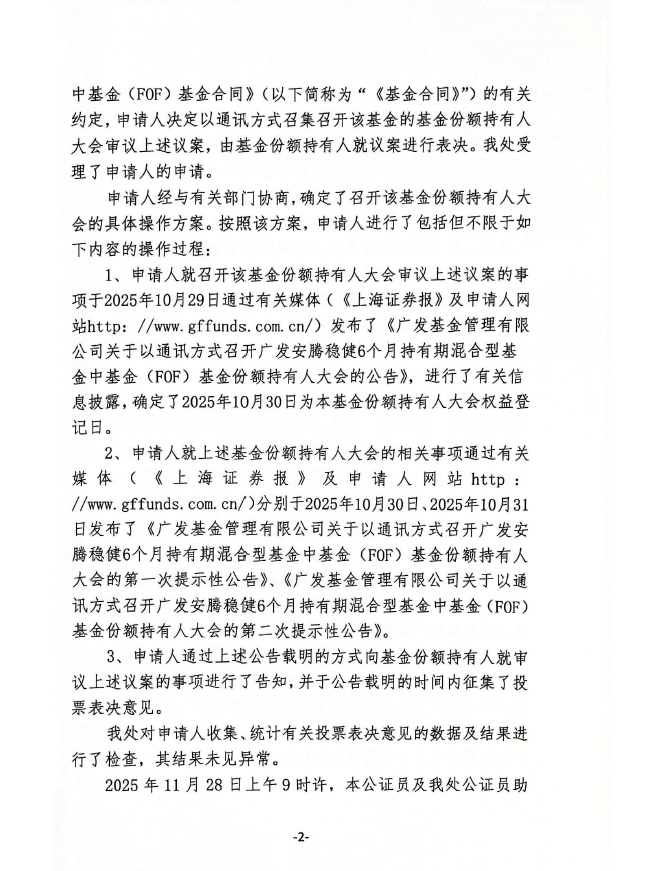 中基金（FOF）基金合同》（以下简称为“《基金合同》”）的有关
约定，申请人决定以通讯方式召集召开该基金的基金份额持有人
大会审议上述议案，由基金份额持有人就议案进行表决。我处受
理了申请人的申请。
申请人经与有关部门协商，确定了召开该基金份额持有人大
会的具体操作方案。按照该方案，申请人进行了包括但不限于如
下内容的操作过程：
1、申请人就召开该基金份额持有人大会审议上述议案的事
项于2025年10月29日通过有关媒体（《上海证券报》及申请人网
站http：//www.gffunds.com.cn/）发布了《广发基金管理有限
公司关于以通讯方式召开广发安腾稳健6个月持有期混合型基
金中基金（FOF）基金份额持有人大会的公告》，进行了有关信
息披露，确定了2025年10月30日为本基金份额持有人大会权益登
记日。
2、申请人就上述基金份额持有人大会的相关事项通过有关
媒体（《上海证券报》及申请人网站http：
//www.gffunds.com.cn/）分别于2025年10月30日、2025年10月31
日发布了《广发基金管理有限公司关于以通讯方式召开广发安
腾稳健6个月持有期混合型基金中基金（FOF）基金份额持有人
大会的第一次提示性公告》、《广发基金管理有限公司关于以通
讯方式召开广发安腾稳健6个月持有期混合型基金中基金（FOF）
基金份额持有人大会的第二次提示性公告》。
3、申请人通过上述公告载明的方式向基金份额持有人就审
议上述议案的事项进行了告知，并于公告载明的时间内征集了投
票表决意见。
我处对申请人收集、统计有关投票表决意见的数据及结果进
行了检查，其结果未见异常。
2025年11月28日上午9时许，本公证员及我处公证员助
-2-